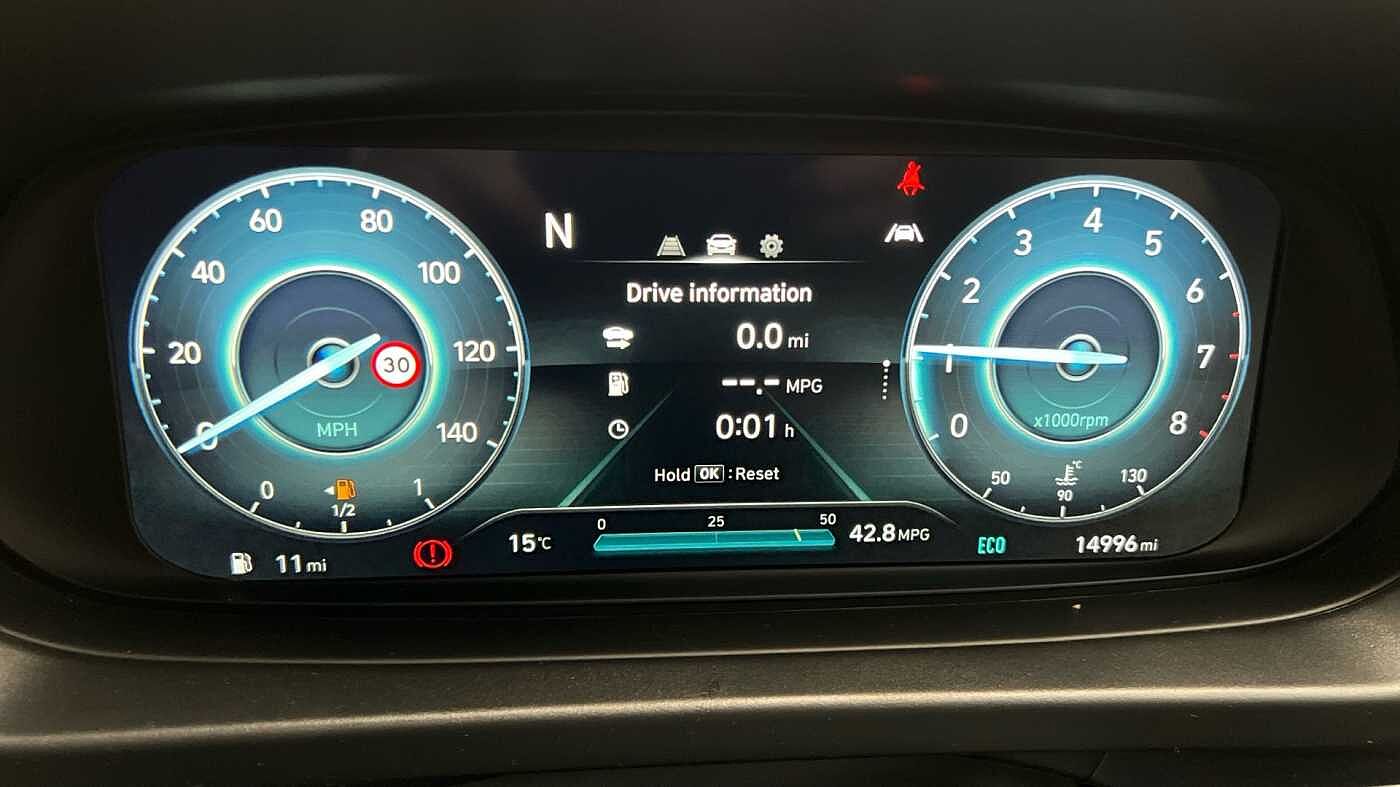 60 80
40 100
20 120
0 140
30
MPH
0 1/2 1
11 mi
N
Drive information
0.0 mi
--.- MPG
0:01 h
Hold OK : Reset
0 25 50
15°C
42.8 MPG
4
3 5
2 6
1 7
0 8
x1000rpm
°C
50 90 130
ECO
14996 mi